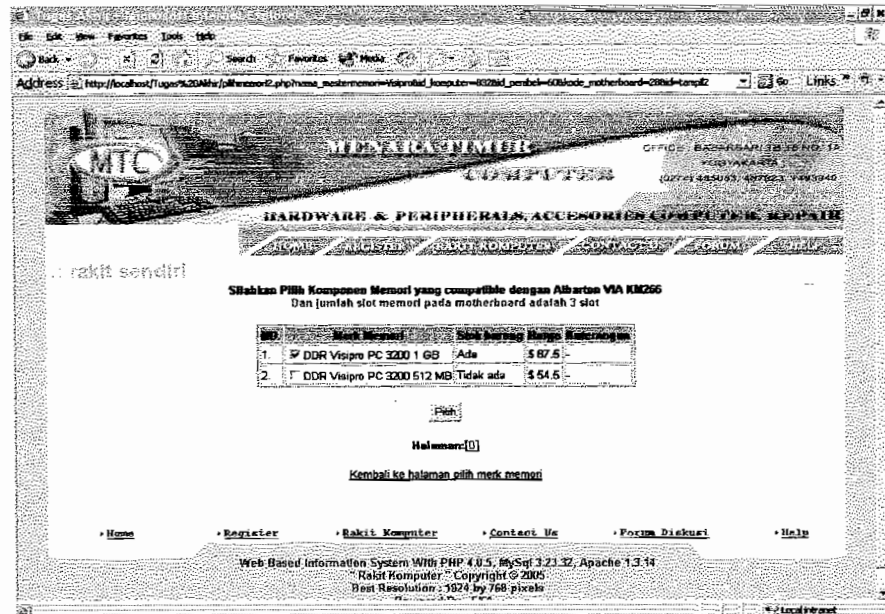 File Edit View Favorites Tools Help
Back Search Favorites Media
Address http://localhost/Tugas%20Akhir/ Go Links
MTC
MENARA TIMUR
COMPUTER
YOGYAKARTA
HARDWARE & PERIPHERALS, ACCESORIES COMPUTER, REPAIR
HOME REGISTER RAKIT KOMPUTER CONTACT US FORUM HELP
.: rakit sendiri
Silahkan Pilih Komponen Memori yang compatible dengan Albarton VIA KM266
Dan jumlah slot memori pada motherboard adalah 3 slot
NO Merk Memori Stok barang Harga Keterangan
1. DDR Visipro PC 3200 1 GB Ada $ 87.5 -
2. DDR Visipro PC 3200 512 MB Tidak ada $ 54.5 -
Pilih
Halaman:[0]
Kembali ke halaman pilih merk memori
Home Register Rakit Komputer Contact Us Forum Diskusi Help
Web Based Information System With PHP 4.0.5, MySql 3.23.32, Apache 1.3.14
" Rakit Komputer " Copyright © 2005
Best Resolution : 1024 by 768 pixels
Local intranet